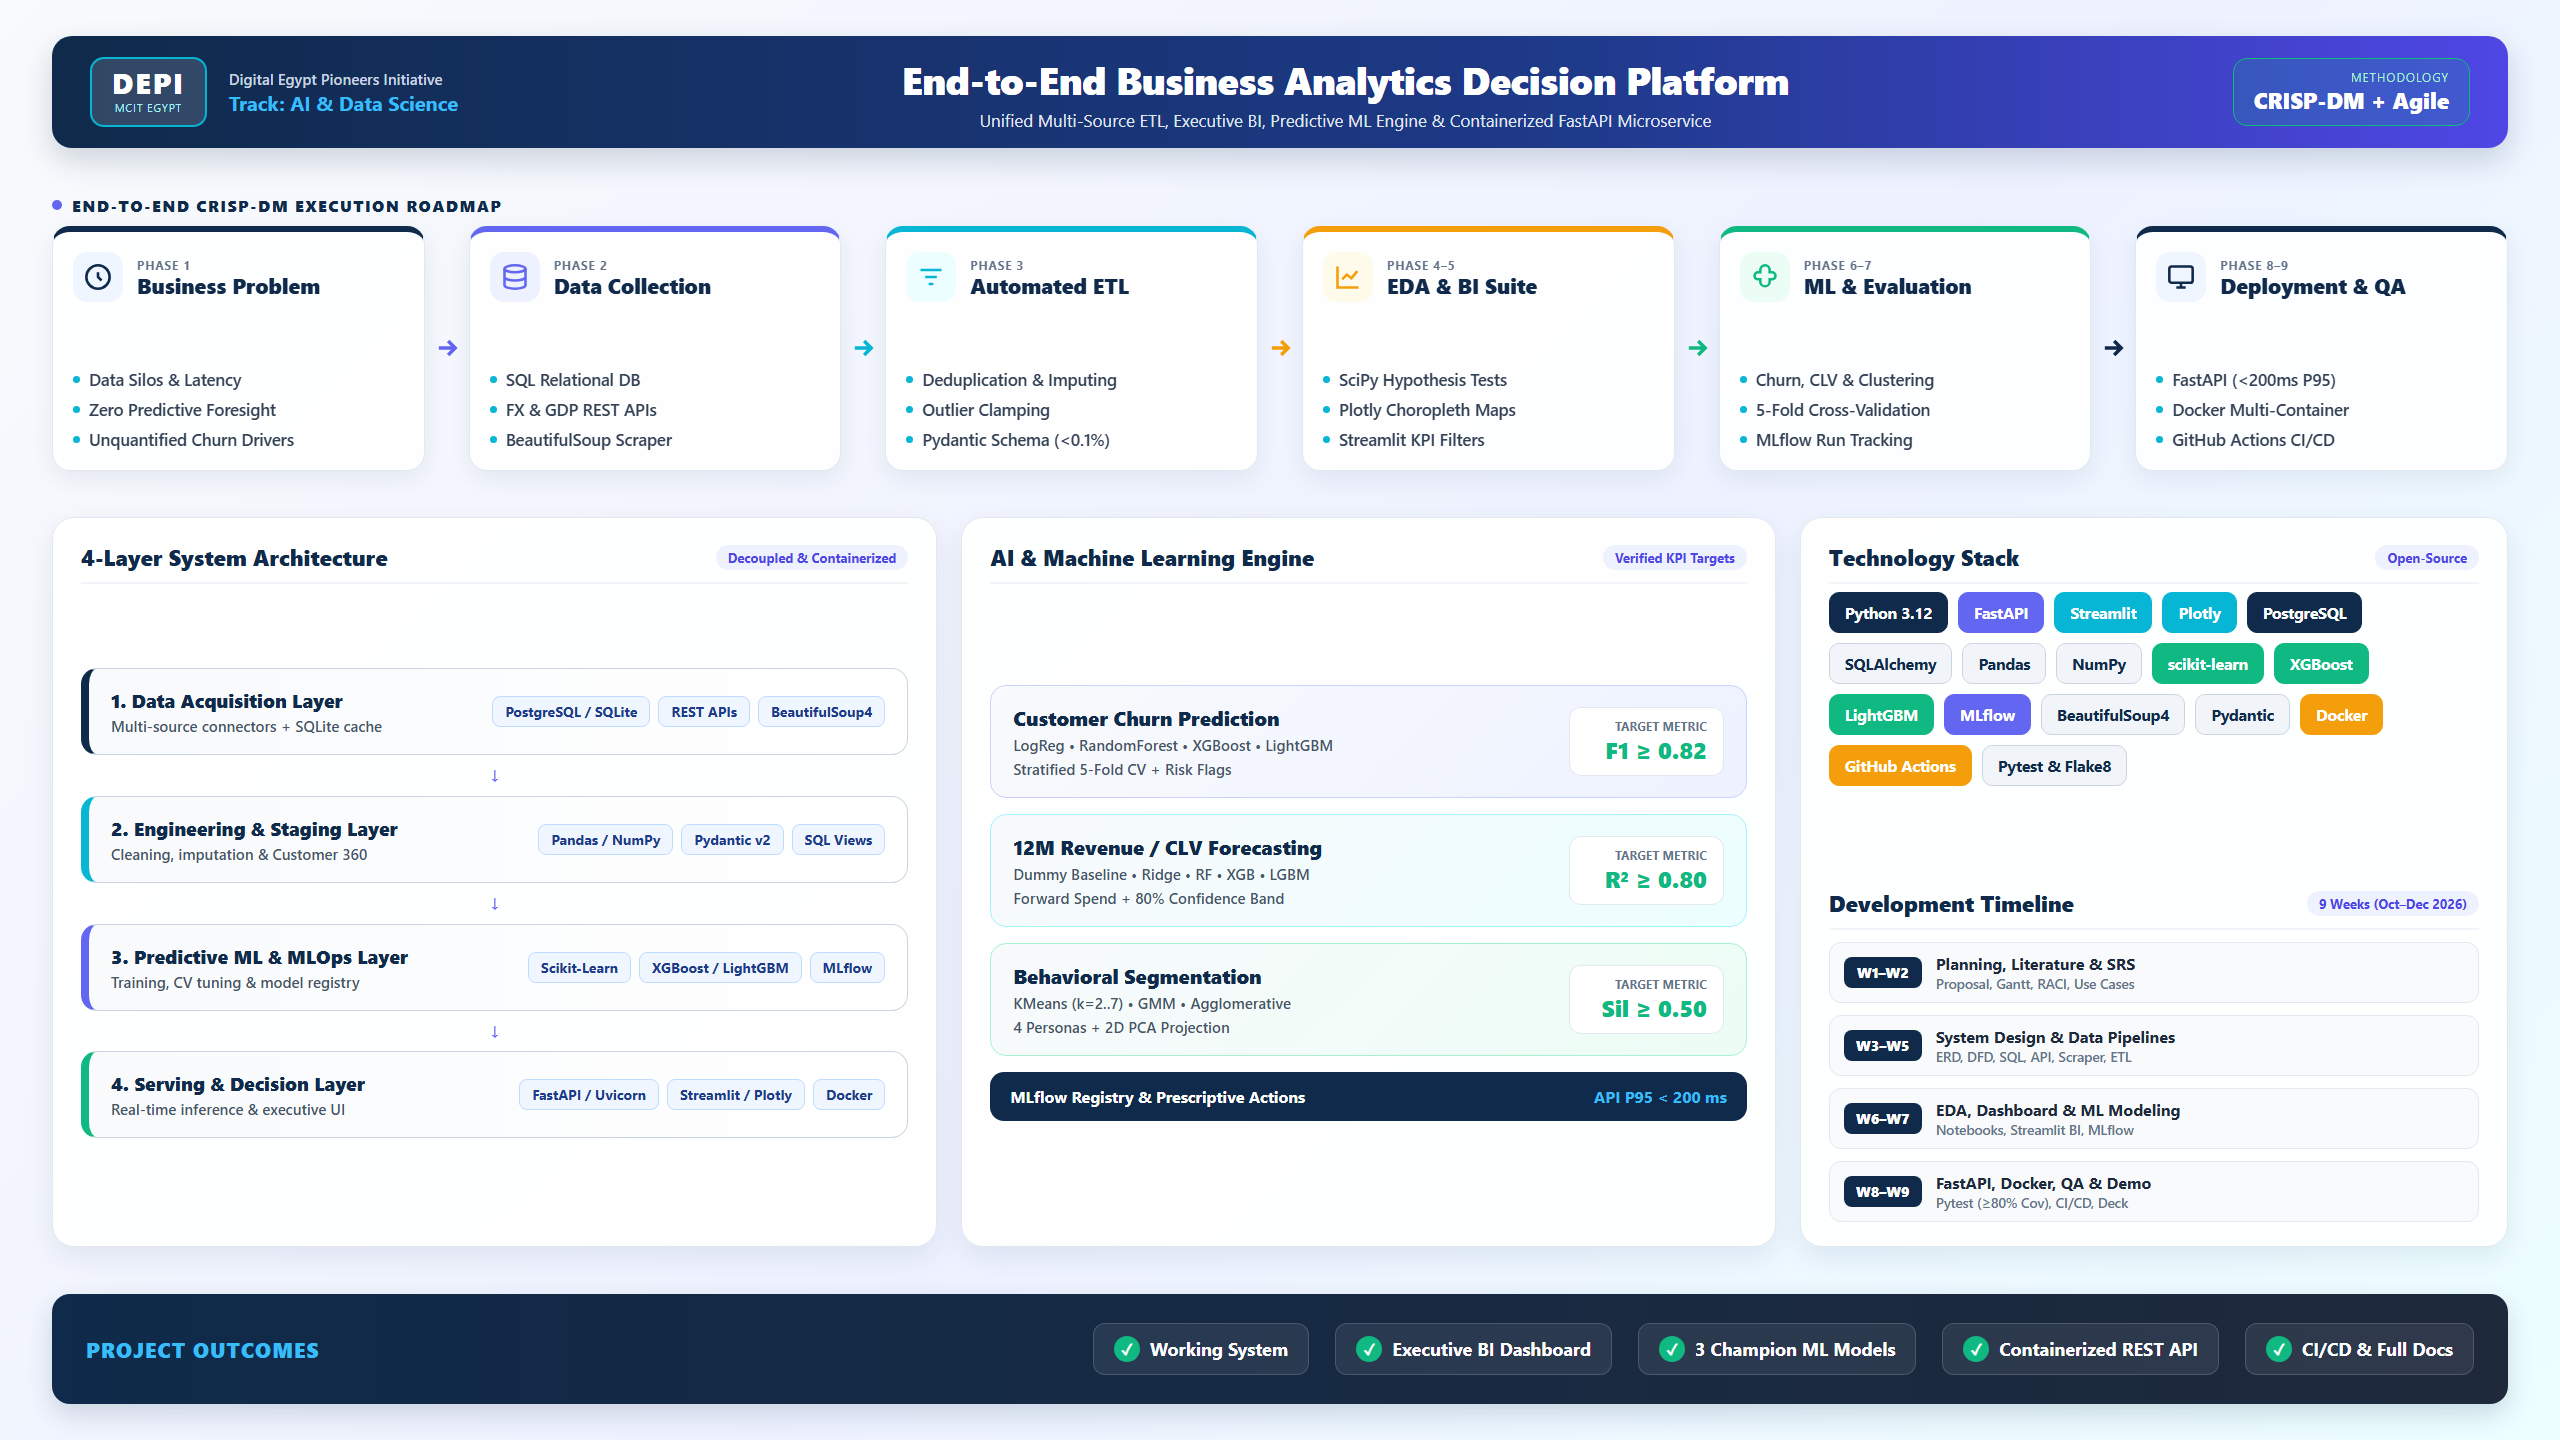 DEPI
MCIT EGYPT
Digital Egypt Pioneers Initiative
Track: AI & Data Science
End-to-End Business Analytics Decision Platform
Unified Multi-Source ETL, Executive BI, Predictive ML Engine & Containerized FastAPI Microservice
METHODOLOGY
CRISP-DM + Agile
END-TO-END CRISP-DM EXECUTION ROADMAP
PHASE 1
Business Problem
Data Silos & Latency
Zero Predictive Foresight
Unquantified Churn Drivers
→
PHASE 2
Data Collection
SQL Relational DB
FX & GDP REST APIs
BeautifulSoup Scraper
→
PHASE 3
Automated ETL
Deduplication & Imputing
Outlier Clamping
Pydantic Schema (<0.1%)
→
PHASE 4–5
EDA & BI Suite
SciPy Hypothesis Tests
Plotly Choropleth Maps
Streamlit KPI Filters
→
PHASE 6–7
ML & Evaluation
Churn, CLV & Clustering
5-Fold Cross-Validation
MLflow Run Tracking
→
PHASE 8–9
Deployment & QA
FastAPI (<200ms P95)
Docker Multi-Container
GitHub Actions CI/CD
4-Layer System Architecture
Decoupled & Containerized
1. Data Acquisition Layer
Multi-source connectors + SQLite cache
PostgreSQL / SQLite
REST APIs
BeautifulSoup4
↓
2. Engineering & Staging Layer
Cleaning, imputation & Customer 360
Pandas / NumPy
Pydantic v2
SQL Views
↓
3. Predictive ML & MLOps Layer
Training, CV tuning & model registry
Scikit-Learn
XGBoost / LightGBM
MLflow
↓
4. Serving & Decision Layer
Real-time inference & executive UI
FastAPI / Uvicorn
Streamlit / Plotly
Docker
AI & Machine Learning Engine
Verified KPI Targets
Customer Churn Prediction
LogReg • RandomForest • XGBoost • LightGBM
Stratified 5-Fold CV + Risk Flags
TARGET METRIC
F1 ≥ 0.82
12M Revenue / CLV Forecasting
Dummy Baseline • Ridge • RF • XGB • LGBM
Forward Spend + 80% Confidence Band
TARGET METRIC
R² ≥ 0.80
Behavioral Segmentation
KMeans (k=2..7) • GMM • Agglomerative
4 Personas + 2D PCA Projection
TARGET METRIC
Sil ≥ 0.50
MLflow Registry & Prescriptive Actions
API P95 < 200 ms
Technology Stack
Open-Source
Python 3.12
FastAPI
Streamlit
Plotly
PostgreSQL
SQLAlchemy
Pandas
NumPy
scikit-learn
XGBoost
LightGBM
MLflow
BeautifulSoup4
Pydantic
Docker
GitHub Actions
Pytest & Flake8
Development Timeline
9 Weeks (Oct–Dec 2026)
W1–W2
Planning, Literature & SRS
Proposal, Gantt, RACI, Use Cases
W3–W5
System Design & Data Pipelines
ERD, DFD, SQL, API, Scraper, ETL
W6–W7
EDA, Dashboard & ML Modeling
Notebooks, Streamlit BI, MLflow
W8–W9
FastAPI, Docker, QA & Demo
Pytest (≥80% Cov), CI/CD, Deck
PROJECT OUTCOMES
✓ Working System
✓ Executive BI Dashboard
✓ 3 Champion ML Models
✓ Containerized REST API
✓ CI/CD & Full Docs